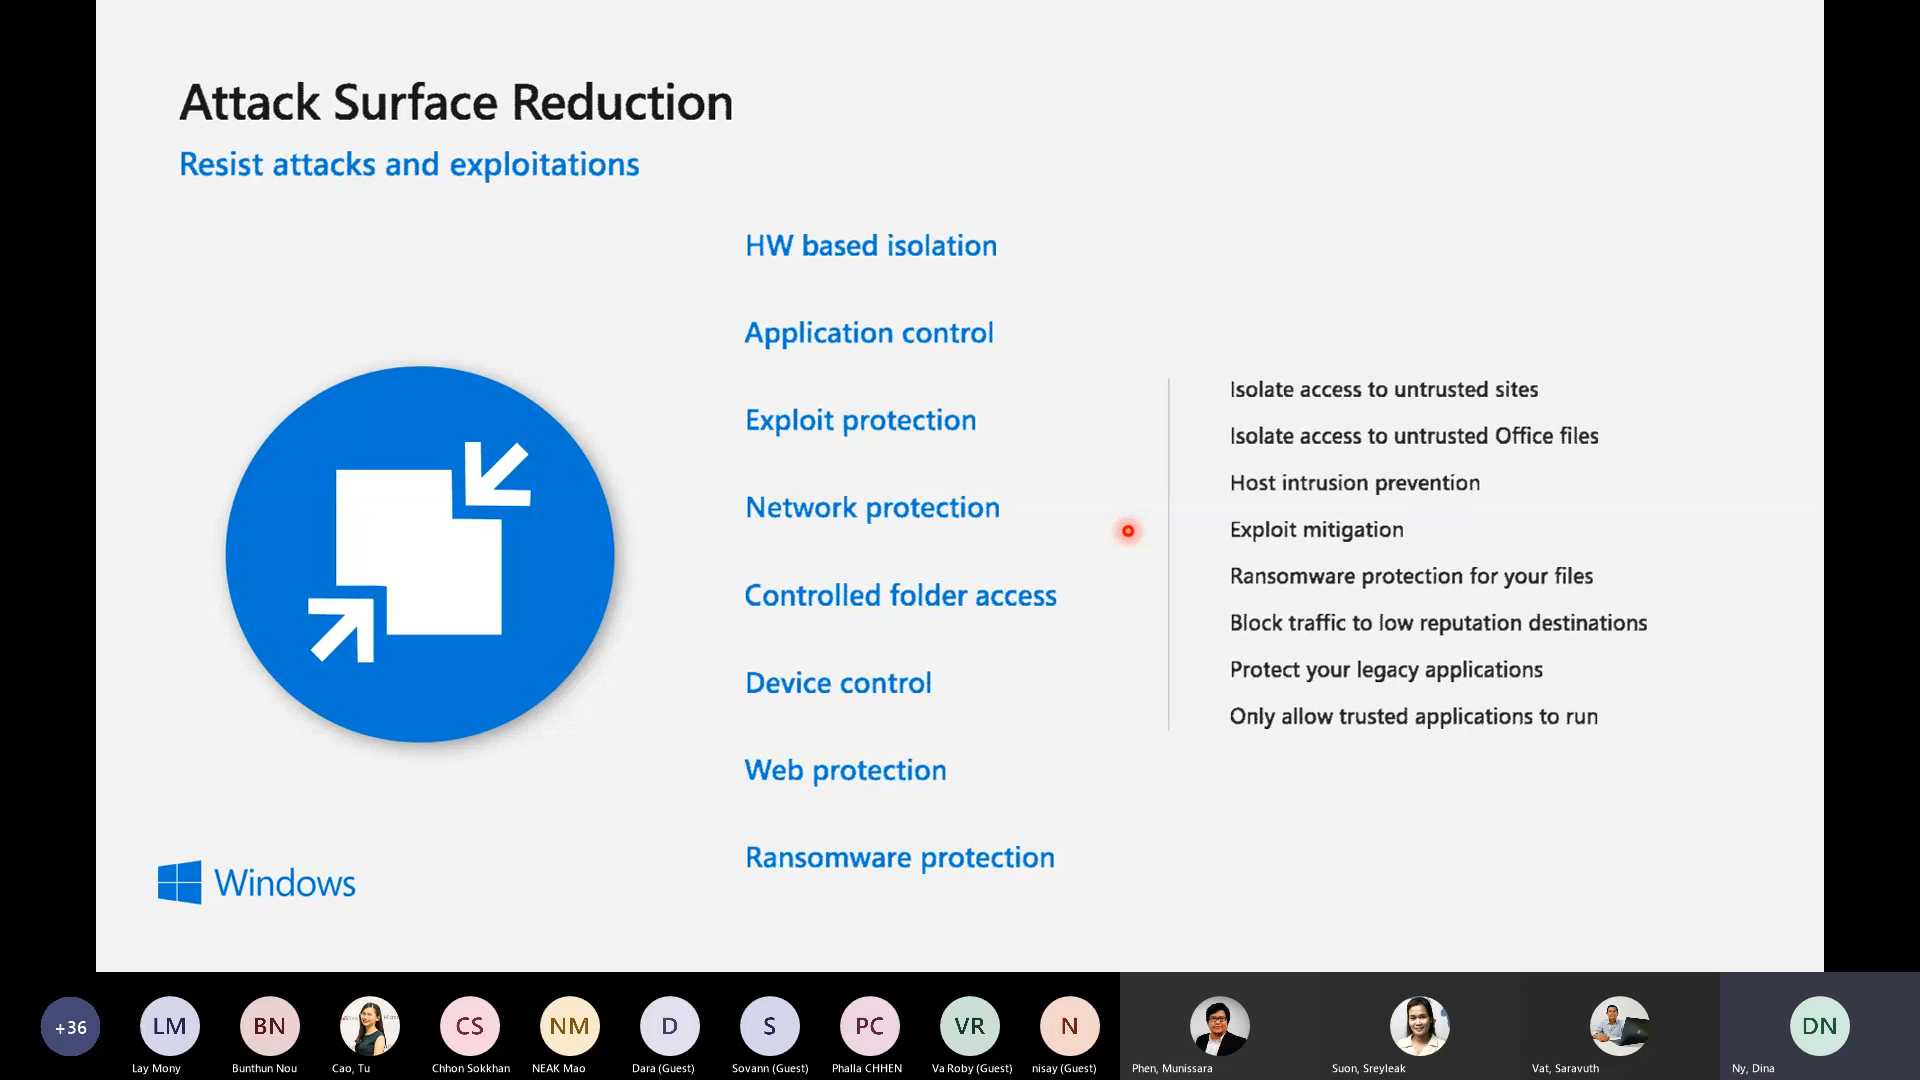 Attack Surface Reduction
Resist attacks and exploitations
HW based isolation
Application control
Exploit protection
Network protection
Controlled folder access
Device control
Web protection
Ransomware protection
Isolate access to untrusted sites
Isolate access to untrusted Office files
Host intrusion prevention
Exploit mitigation
Ransomware protection for your files
Block traffic to low reputation destinations
Protect your legacy applications
Only allow trusted applications to run
Windows
+36
LM
BN
CS
NM
D
S
PC
VR
N
DN
Lay Mony
Bunthun Nou
Cao, Tu
Chhon Sokkhan
NEAK Mao
Dara (Guest)
Sovann (Guest)
Phalla CHHEN
Va Roby (Guest)
nisay (Guest)
Phen, Munissara
Suon, Sreyleak
Vat, Saravuth
Ny, Dina